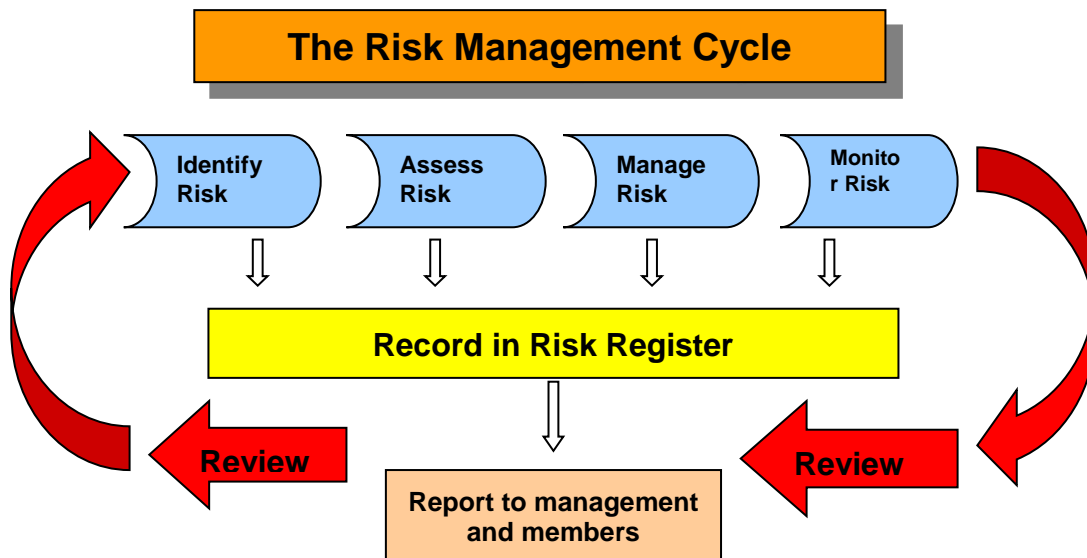 The Risk Management Cycle
Identify
Risk
Assess
Risk
Manage
Risk
Monito
r Risk
Record in Risk Register
Review
Review
Report to management
and members